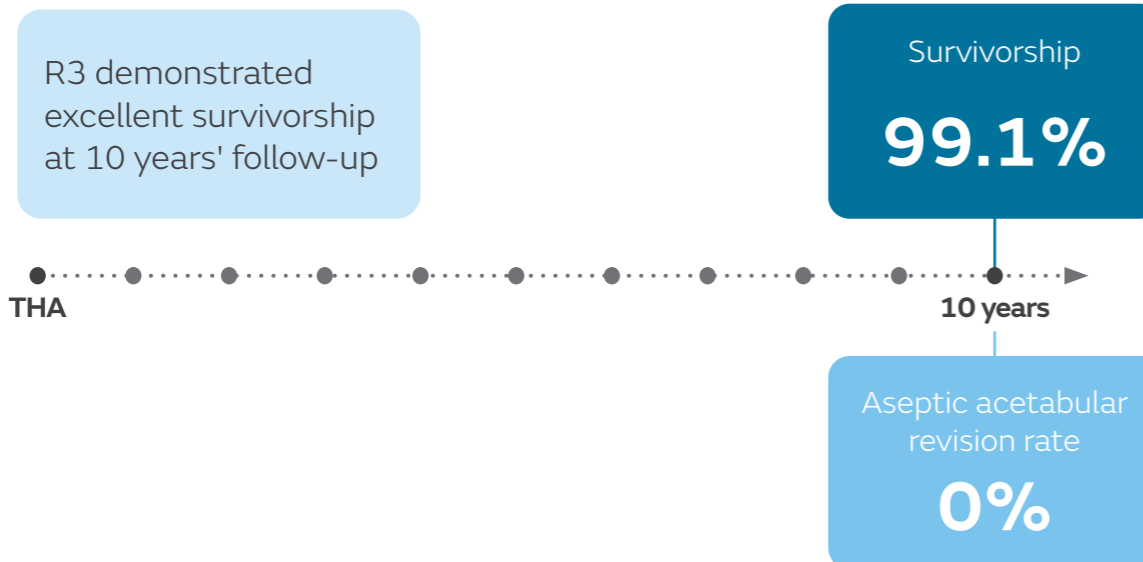 R3 demonstrated
excellent survivorship
at 10 years' follow-up
Survivorship
99.1%
THA
10 years
Aseptic acetabular
revision rate
0%